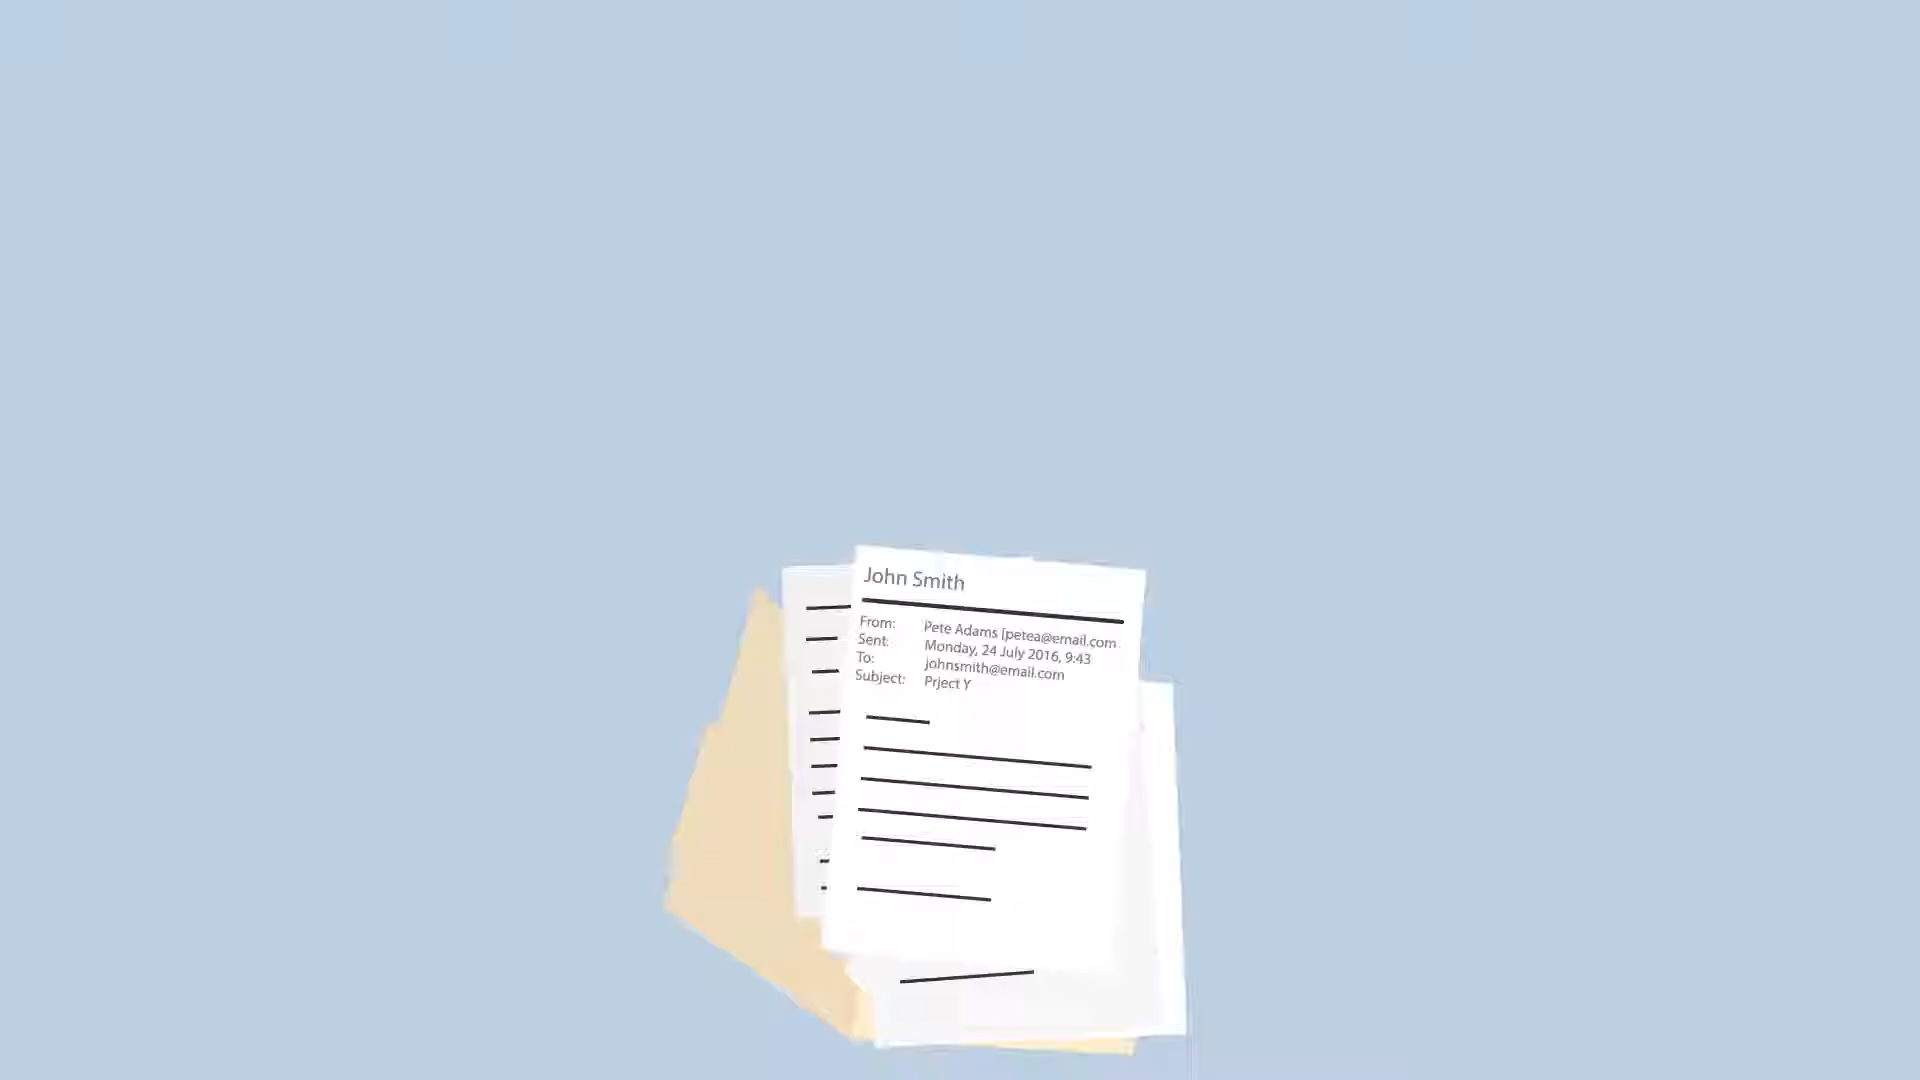 John Smith
From: Pete Adams [petea@email.com
Sent: Monday, 24 July 2016, 9:43
To: johnsmith@email.com
Subject: Prject Y